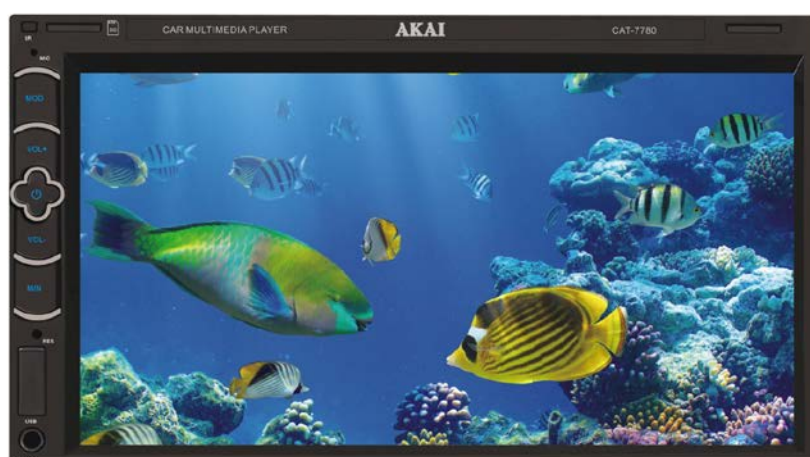 CAR MULTIMEDIA PLAYER AKAI CAT-7780
SD
IR
MIC
MOD
VOL+
VOL-
M/N
RES
USB